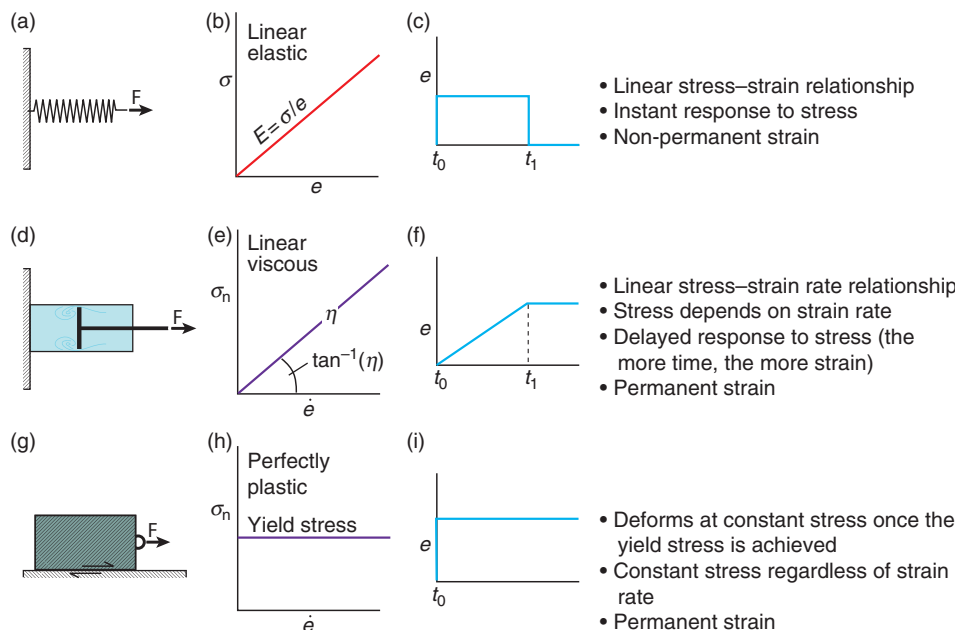 (a)
F
(b)
Linear
elastic
σ
E = σ/e
e
(c)
e
t0
t1
• Linear stress–strain relationship
• Instant response to stress
• Non-permanent strain
(d)
F
(e)
Linear
viscous
σn
η
tan⁻¹(η)
ė
(f)
e
t0
t1
• Linear stress–strain rate relationship
• Stress depends on strain rate
• Delayed response to stress (the
more time, the more strain)
• Permanent strain
(g)
F
(h)
Perfectly
plastic
σn
Yield stress
ė
(i)
e
t0
• Deforms at constant stress once the
yield stress is achieved
• Constant stress regardless of strain
rate
• Permanent strain